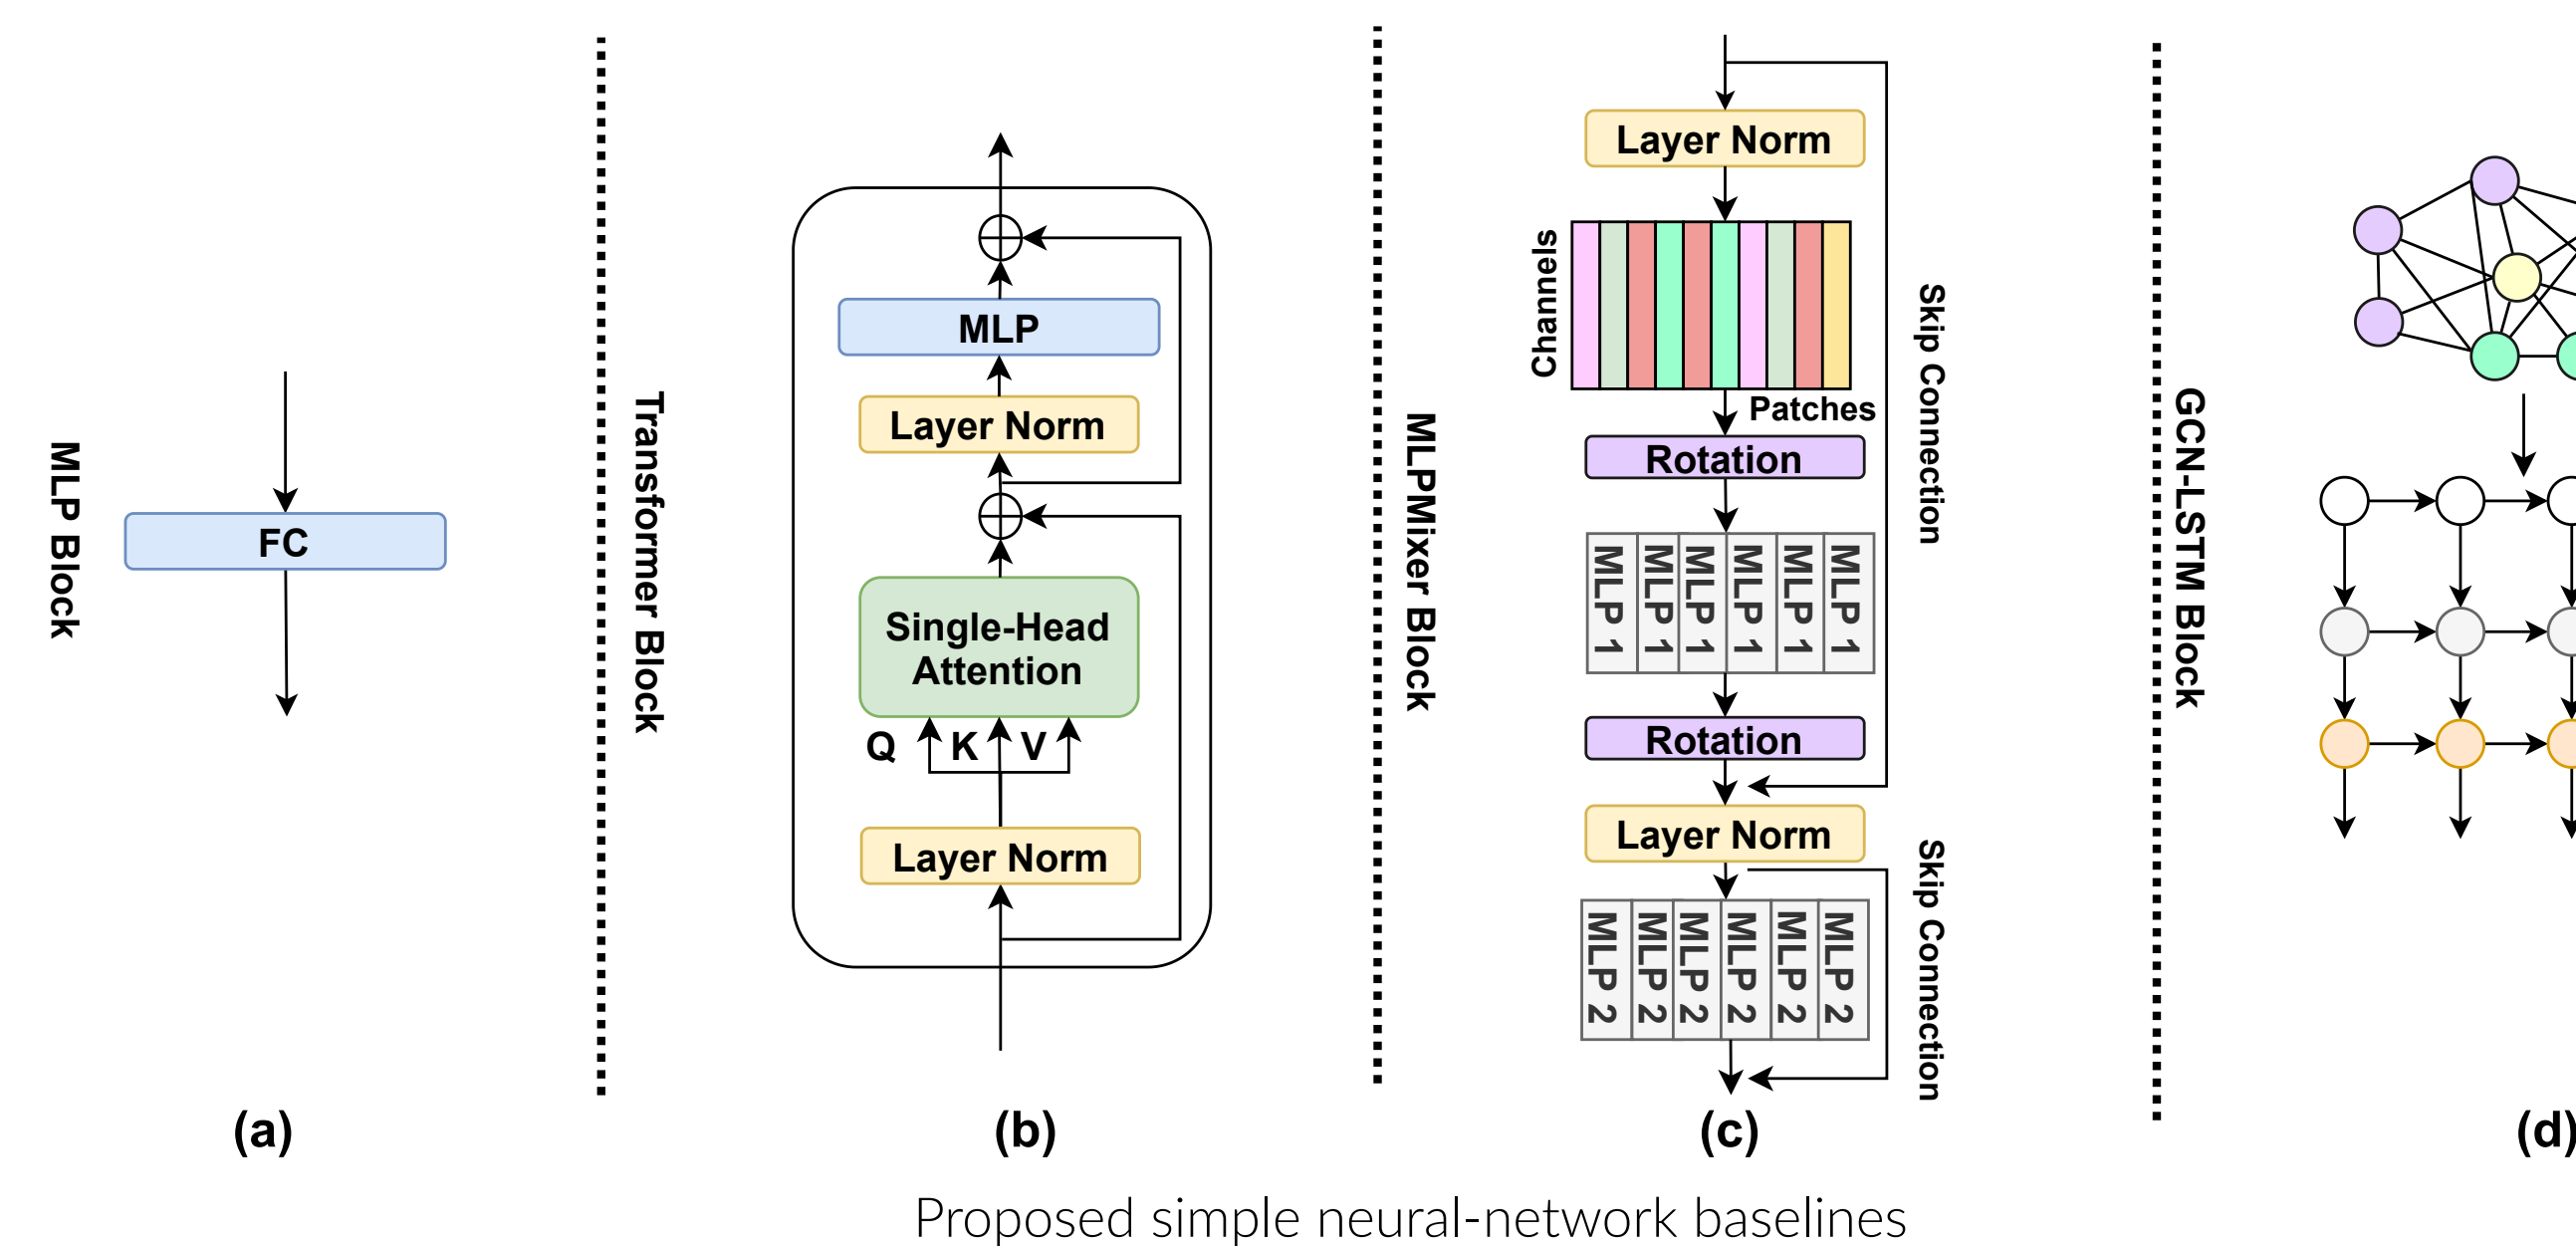 MLP Block
FC
(a)
Transformer Block
MLP
Layer Norm
Single-Head
Attention
Q K V
Layer Norm
(b)
MLPMixer Block
Layer Norm
Channels
Patches
Rotation
MLP 1 MLP 1 MLP 1 MLP 1 MLP 1 MLP 1
Rotation
Skip Connection
Layer Norm
MLP 2 MLP 2 MLP 2 MLP 2 MLP 2 MLP 2
Skip Connection
(c)
GCN-LSTM Block
(d)
Proposed simple neural-network baselines